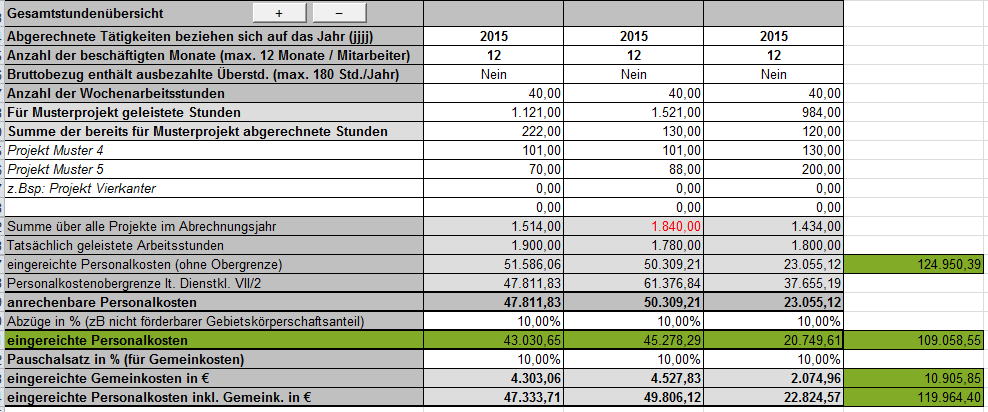 Gesamtstundenübersicht + −
Abgerechnete Tätigkeiten beziehen sich auf das Jahr (jjjj) 2015 2015 2015
Anzahl der beschäftigten Monate (max. 12 Monate / Mitarbeiter) 12 12 12
Bruttobezug enthält ausbezahlte Überstd. (max. 180 Std./Jahr) Nein Nein Nein
Anzahl der Wochenarbeitsstunden 40,00 40,00 40,00
Für Musterprojekt geleistete Stunden 1.121,00 1.521,00 984,00
Summe der bereits für Musterprojekt abgerechnete Stunden 222,00 130,00 120,00
Projekt Muster 4 101,00 101,00 130,00
Projekt Muster 5 70,00 88,00 200,00
z.Bsp: Projekt Vierkanter 0,00 0,00 0,00
0,00 0,00 0,00
Summe über alle Projekte im Abrechnungsjahr 1.514,00 1.840,00 1.434,00
Tatsächlich geleistete Arbeitsstunden 1.900,00 1.780,00 1.800,00
eingereichte Personalkosten (ohne Obergrenze) 51.586,06 50.309,21 23.055,12 124.950,39
Personalkostenobergrenze lt. Dienstkl. VII/2 47.811,83 61.376,84 37.655,19
anrechenbare Personalkosten 47.811,83 50.309,21 23.055,12
Abzüge in % (zB nicht förderbarer Gebietskörperschaftsanteil) 10,00% 10,00% 10,00%
eingereichte Personalkosten 43.030,65 45.278,29 20.749,61 109.058,55
Pauschalsatz in % (für Gemeinkosten) 10,00% 10,00% 10,00%
eingereichte Gemeinkosten in € 4.303,06 4.527,83 2.074,96 10.905,85
eingereichte Personalkosten inkl. Gemeink. in € 47.333,71 49.806,12 22.824,57 119.964,40